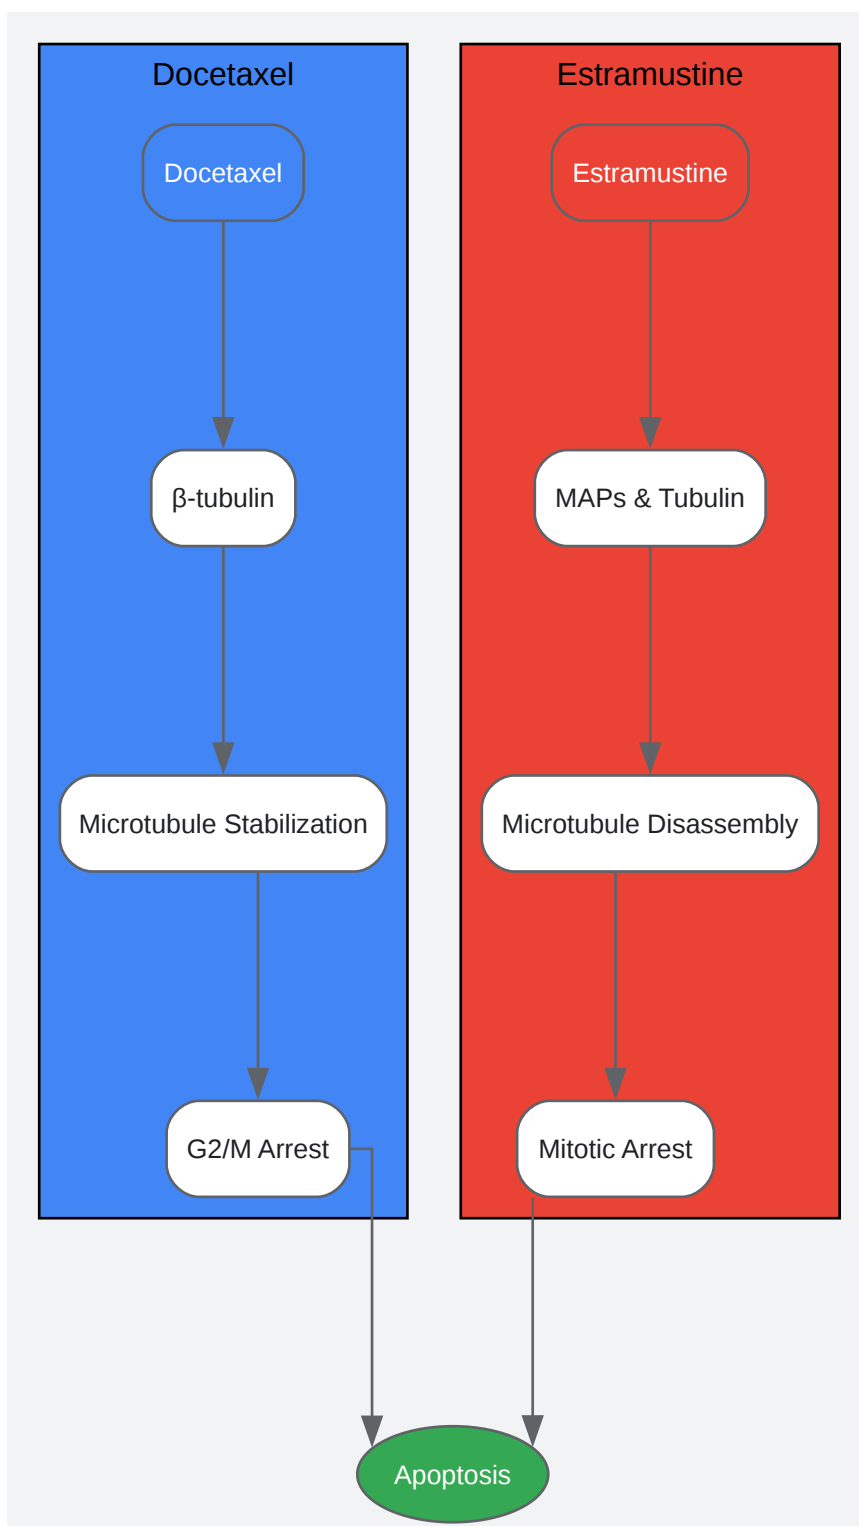 Docetaxel
Docetaxel
β-tubulin
Microtubule Stabilization
G2/M Arrest
Estramustine
Estramustine
MAPs & Tubulin
Microtubule Disassembly
Mitotic Arrest
Apoptosis